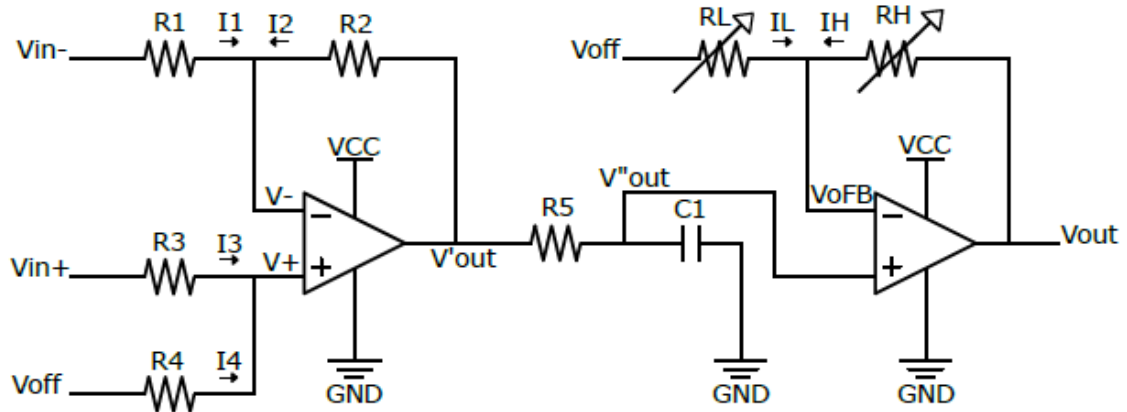 R1 I1 I2 R2
Vin-
RL IL IH RH
Voff
VCC
V-
VCC
V"out
VoFB
R5 C1
R3 I3 V+
Vin+
V'out
Vout
R4 I4
Voff
GND
GND
GND